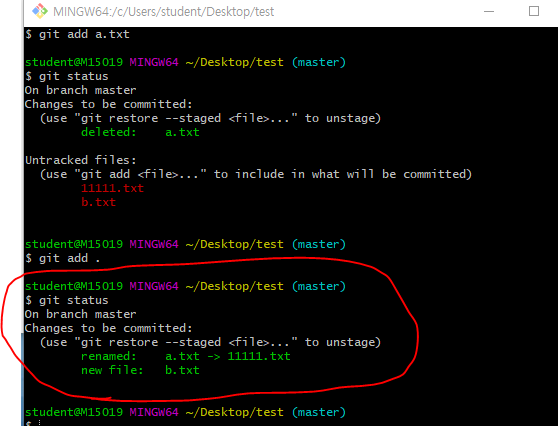 MINGW64:/c/Users/student/Desktop/test
$ git add a.txt
student@M15019 MINGW64 ~/Desktop/test (master)
$ git status
On branch master
Changes to be committed:
(use "git restore --staged <file>..." to unstage)
deleted: a.txt
Untracked files:
(use "git add <file>..." to include in what will be committed)
11111.txt
b.txt
student@M15019 MINGW64 ~/Desktop/test (master)
$ git add .
student@M15019 MINGW64 ~/Desktop/test (master)
$ git status
On branch master
Changes to be committed:
(use "git restore --staged <file>..." to unstage)
renamed: a.txt -> 11111.txt
new file: b.txt
student@M15019 MINGW64 ~/Desktop/test (master)
$